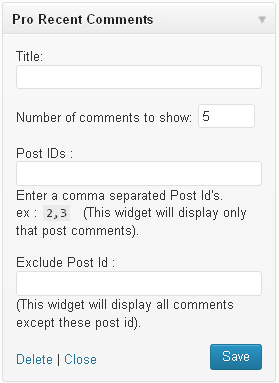 Pro Recent Comments
Title:
Number of comments to show: 5
Post IDs :
Enter a comma separated Post Id's.
ex : 2,3 (This widget will display only
that post comments).
Exclude Post Id :
(This widget will display all comments
except these post id).
Delete | Close Save